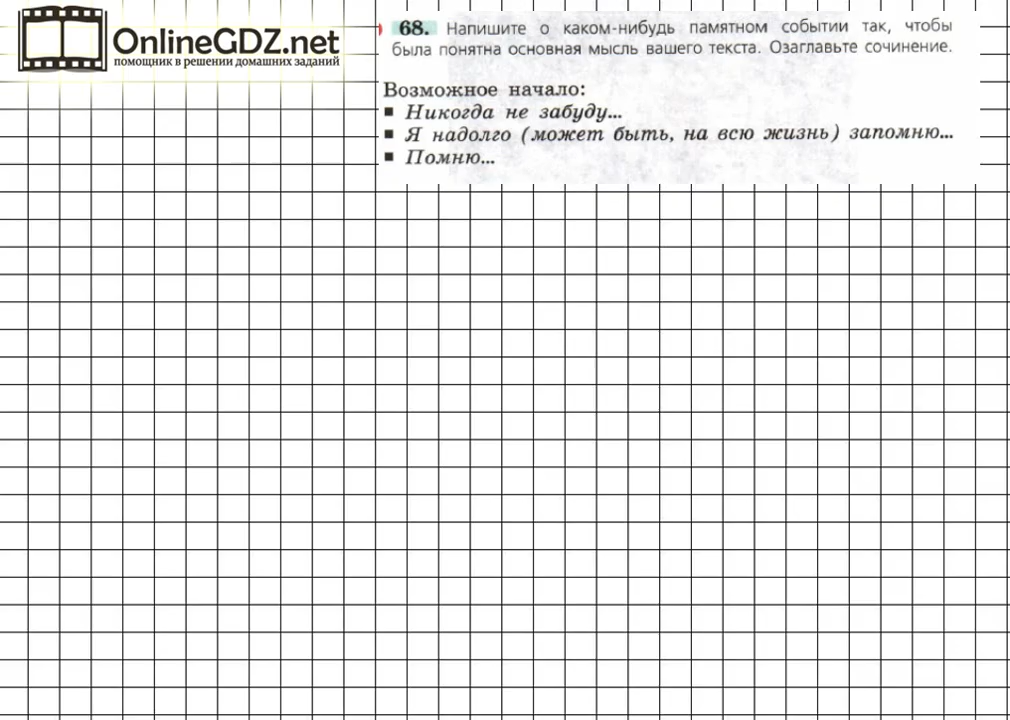 OnlineGDZ.net
помощник в решении домашних заданий
68. Напишите о каком-нибудь памятном событии так, чтобы
была понятна основная мысль вашего текста. Озаглавьте сочинение.
Возможное начало:
▪ Никогда не забуду...
▪ Я надолго (может быть, на всю жизнь) запомню...
▪ Помню...